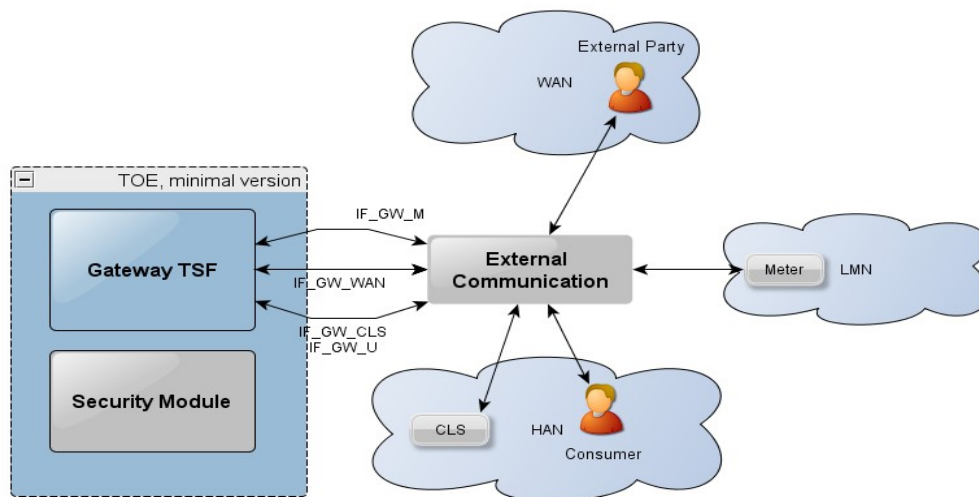 External Party
WAN
TOE, minimal version
IF_GW_M
Gateway TSF
External
Communication
Meter
LMN
IF_GW_WAN
IF_GW_CLS
IF_GW_U
Security Module
CLS
HAN
Consumer